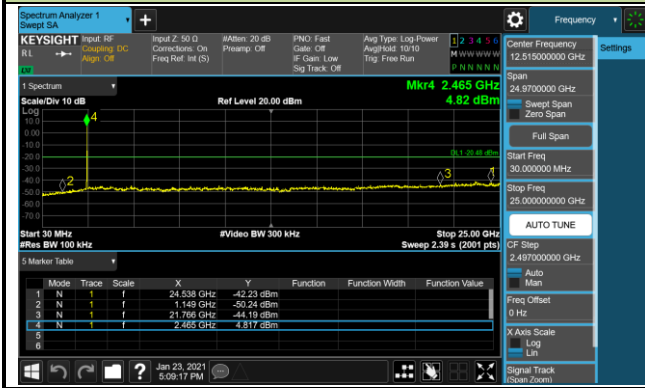 Spectrum Analyzer 1
Swept SA
Frequency
KEYSIGHT
RL
Input: RF
Coupling: DC
Align: Off
Input Z: 50 Ω
Corrections: On
Freq Ref: Int (S)
#Atten: 20 dB
Preamp: Off
PNO: Fast
Gate: Off
IF Gain: Low
Sig Track: Off
Avg Type: Log-Power
Avg|Hold: 10/10
Trig: Free Run
1 2 3 4 5 6
M W W W W W
P N N N N N
Settings
1 Spectrum
Mkr4 2.465 GHz
Scale/Div 10 dB
Ref Level 20.00 dBm
4.82 dBm
Log
10.0
0.00
-10.0
-20.0
-30.0
-40.0
-50.0
-60.0
-70.0
4
DL1 -20.48 dBm
2
3
1
Start 30 MHz
#Video BW 300 kHz
Stop 25.00 GHz
#Res BW 100 kHz
Sweep 2.39 s (2001 pts)
5 Marker Table
Mode Trace Scale X Y Function Function Width Function Value
1 N 1 f 24.538 GHz -42.23 dBm
2 N 1 f 1.149 GHz -50.24 dBm
3 N 1 f 21.766 GHz -44.19 dBm
4 N 1 f 2.465 GHz 4.817 dBm
5
6
Jan 23, 2021
5:09:17 PM
Center Frequency
12.515000000 GHz
Span
24.9700000 GHz
Swept Span
Zero Span
Full Span
Start Freq
30.000000 MHz
Stop Freq
25.000000000 GHz
AUTO TUNE
CF Step
2.497000000 GHz
Auto
Man
Freq Offset
0 Hz
X Axis Scale
Log
Lin
Signal Track
(Span Zoom)